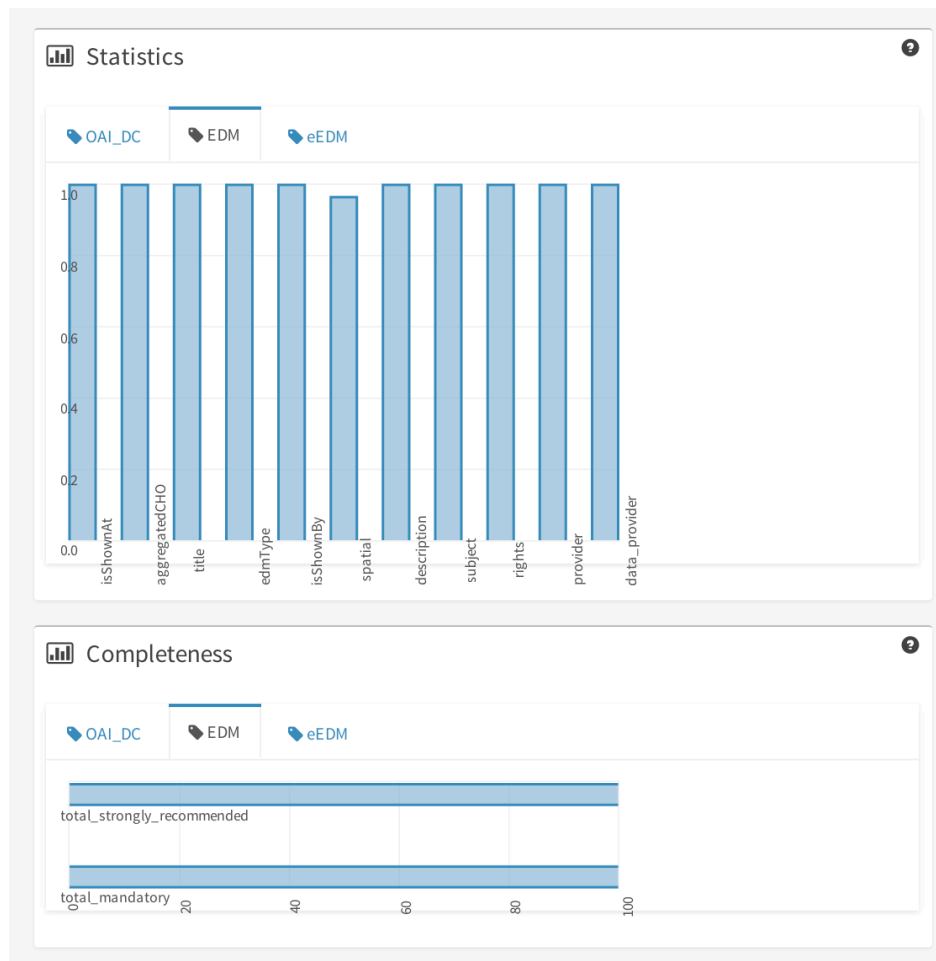 Statistics
OAI_DC EDM eEDM
1.0
0.8
0.6
0.4
0.2
0.0
isShownAt aggregatedCHO title edmType isShownBy spatial description subject rights provider data_provider
Completeness
OAI_DC EDM eEDM
total_strongly_recommended
total_mandatory
0 20 40 60 80 100